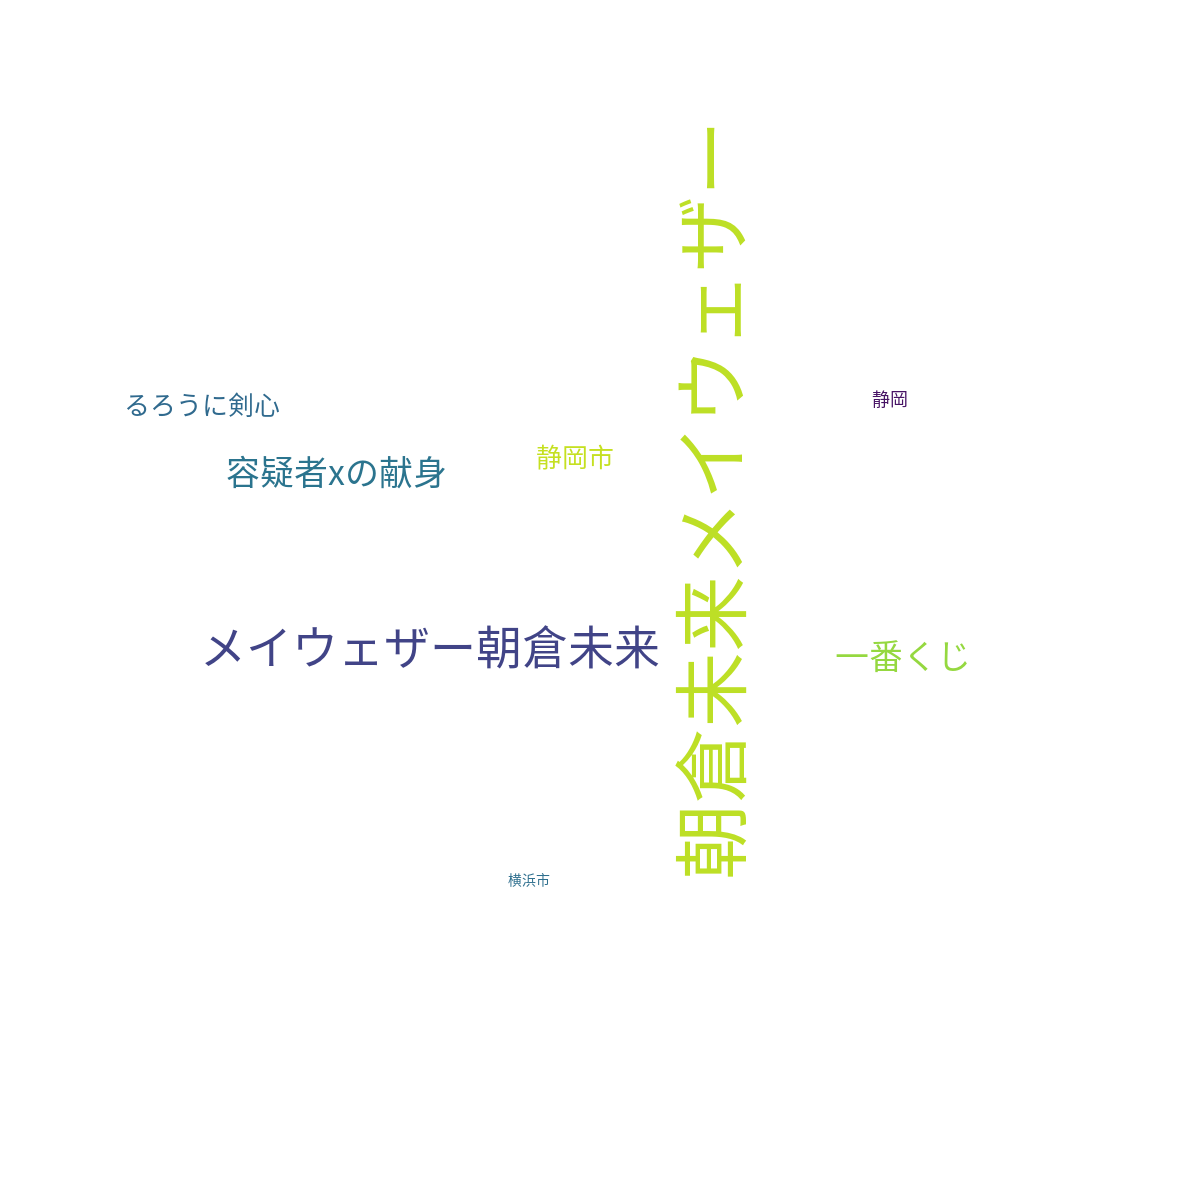 朝倉未来メイウェザー
るろうに剣心
静岡
静岡市
容疑者xの献身
メイウェザー朝倉未来
一番くじ
横浜市